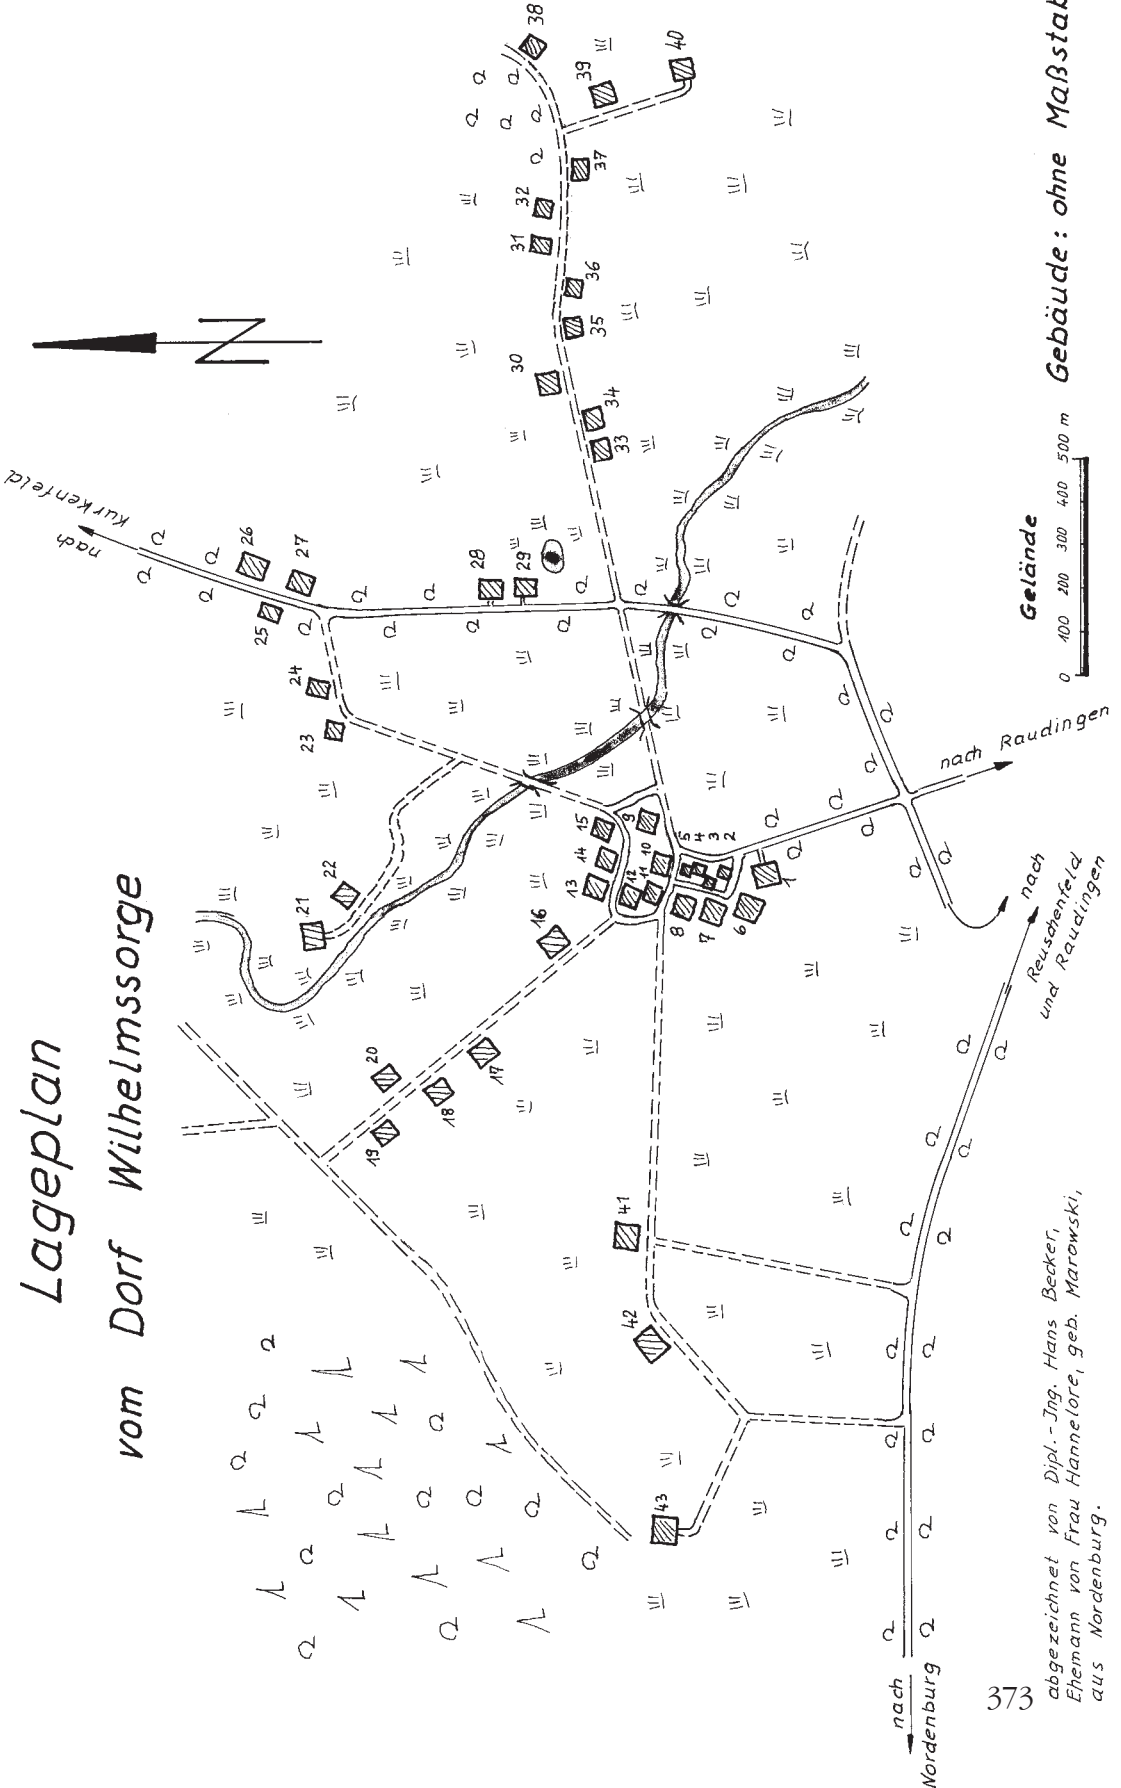 Lageplan
vom Dorf Wilhelmssorge
N
nach
Kurkenfeld
38
39
40
37
32
31
36
35
30
34
33
26
27
25
28
29
24
23
22
21
15
14
13
9
10
12
11
5
4
3
2
1
8
7
6
16
17
20
18
19
41
42
43
nach Raudingen
nach
Reuschenfeld
und Raudingen
nach
Nordenburg
Gelände
0 100 200 300 400 500 m
Gebäude: ohne Maßstab
abgezeichnet von Dipl.-Jng. Hans Becker,
Ehemann von Frau Hannelore, geb. Marowski,
aus Nordenburg.
373